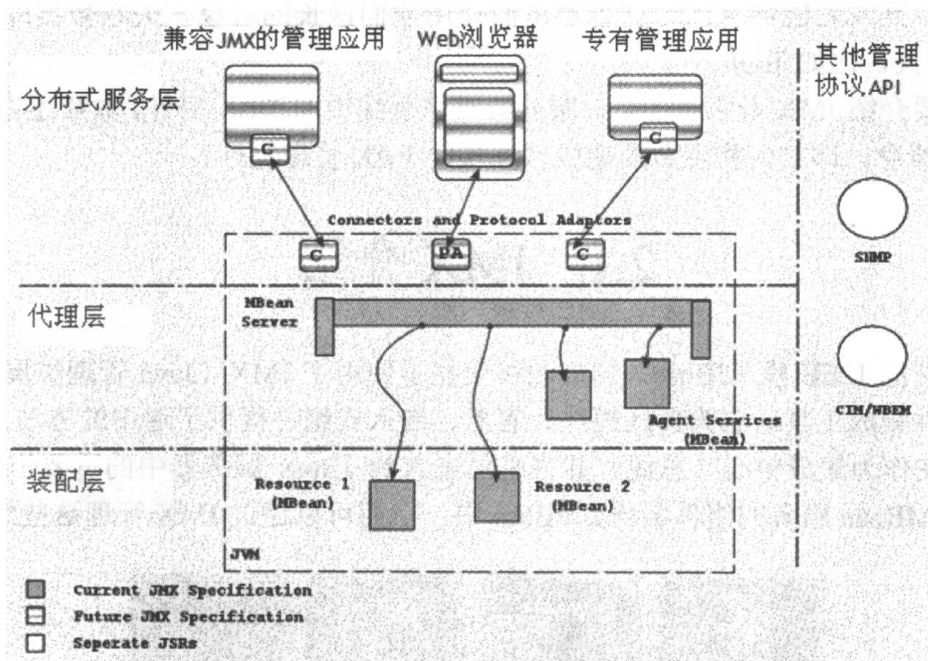 兼容JMX的管理应用
Web浏览器
专有管理应用
其他管理
协议API
分布式服务层
C
C
Connectors and Protocol Adaptors
C
PA
C
SNMP
代理层
MBean
Server
CIM/WBEM
Agent Services
(MBean)
装配层
Resource 1
(MBean)
Resource 2
(MBean)
JVM
Current JMX Specification
Future JMX Specification
Seperate JSRs